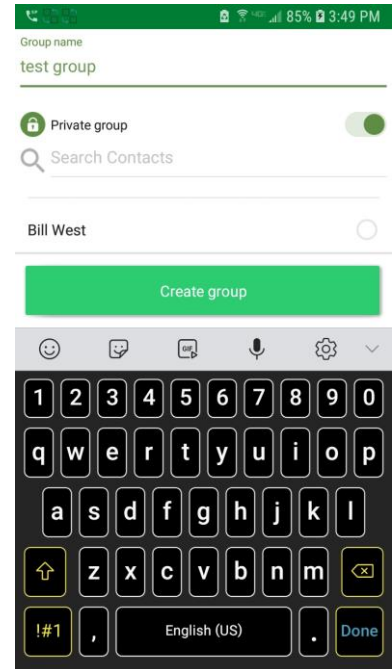 85% 3:49 PM
Group name
test group
Private group
Search Contacts
Bill West
Create group
GIF
1 2 3 4 5 6 7 8 9 0
q w e r t y u i o p
a s d f g h j k l
z x c v b n m
!#1 , English (US) . Done